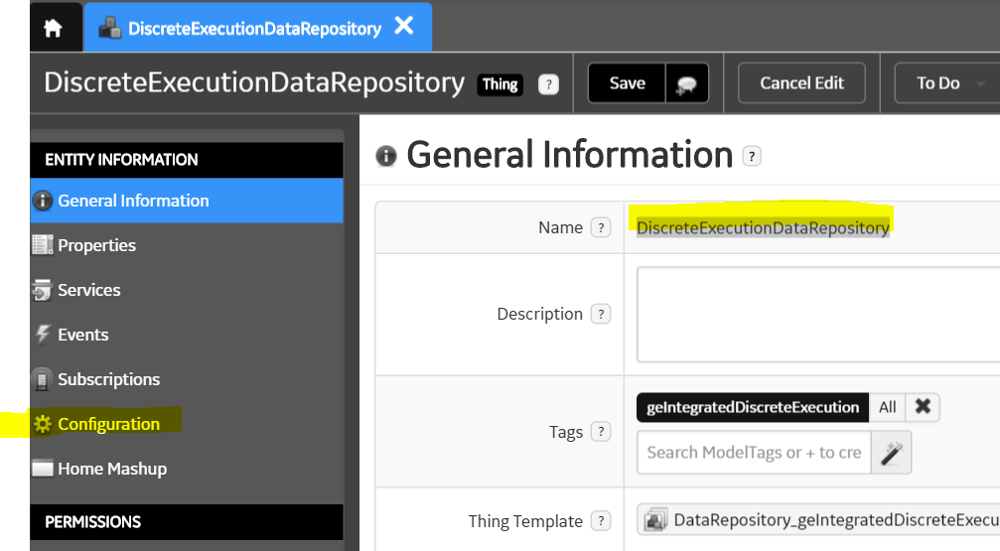 DiscreteExecutionDataRepository
DiscreteExecutionDataRepository Thing ? Save Cancel Edit To Do
ENTITY INFORMATION
General Information
Properties
Services
Events
Subscriptions
Configuration
Home Mashup
PERMISSIONS
General Information ?
Name ? DiscreteExecutionDataRepository
Description ?
Tags ? geIntegratedDiscreteExecution All
Search ModelTags or + to cre
Thing Template ? DataRepository_geIntegratedDiscreteExecu